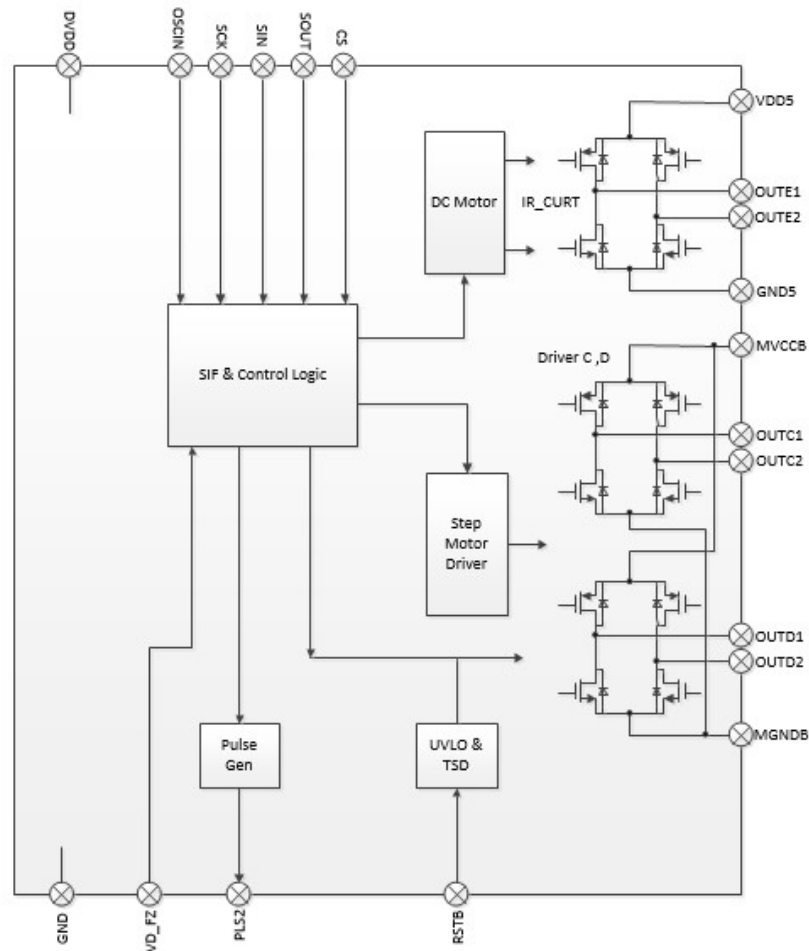 DVDD
OSCIN
SCK
SIN
SOUT
CS
VDD5
DC Motor
IR_CURT
OUTE1
OUTE2
GND5
MVCCB
SIF & Control Logic
Driver C ,D
OUTC1
OUTC2
Step
Motor
Driver
OUTD1
OUTD2
Pulse
Gen
UVLO &
TSD
MGNDB
GND
VD_FZ
PLS2
RSTB